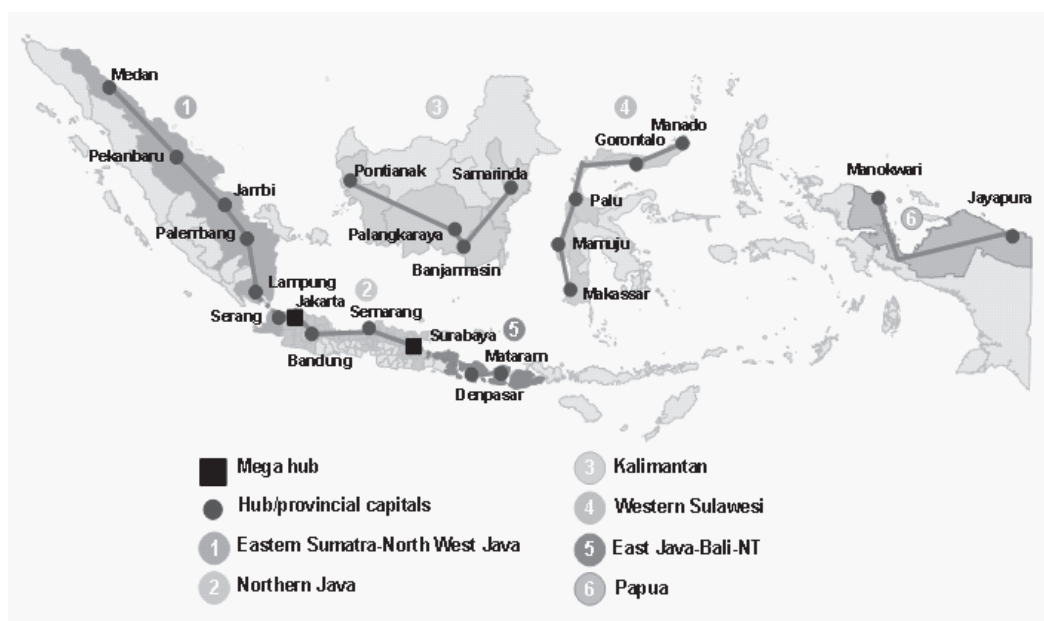 Medan
1
3
4
Manado
Gorontalo
Pekanbaru
Pontianak
Samarinda
Manokwari
Jambi
Palu
Jayapura
6
Palembang
Palangkaraya
Mamuju
Banjarmasin
Lampung
2
Makassar
Jakarta
Serang
Semarang
5
Surabaya
Bandung
Mataram
Denpasar
Mega hub
Hub/provincial capitals
1 Eastern Sumatra-North West Java
2 Northern Java
3 Kalimantan
4 Western Sulawesi
5 East Java-Bali-NT
6 Papua